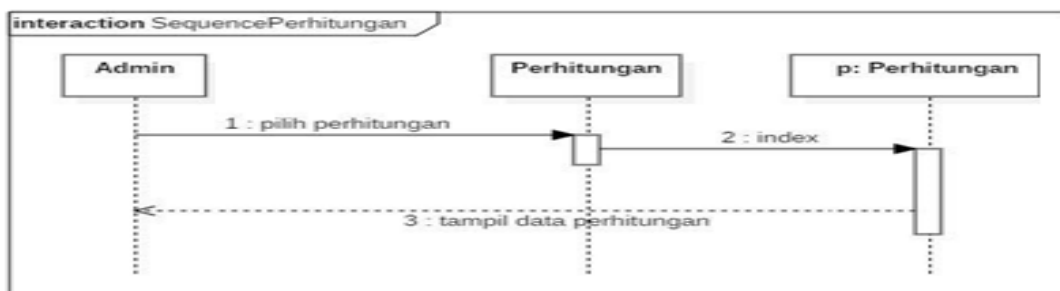 interaction SequencePerhitungan
Admin
Perhitungan
p: Perhitungan
1 : pilih perhitungan
2 : index
3 : tampil data perhitungan